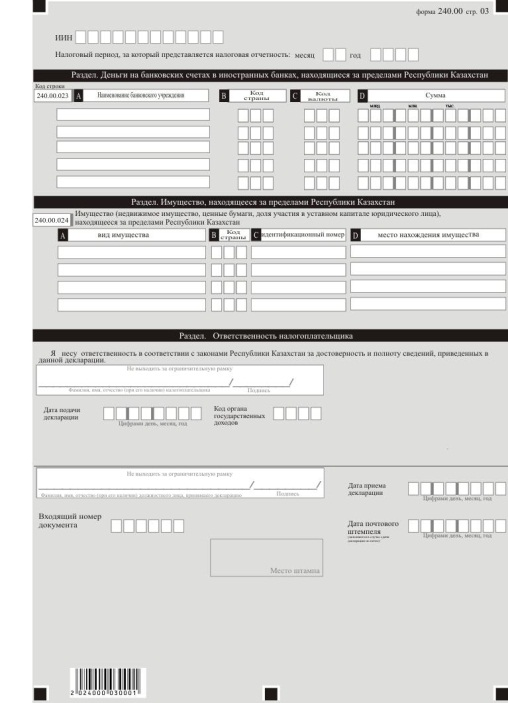 форма 240.00 стр. 03
ИИН
Налоговый период, за который представляется налоговая отчетность: месяц год
Раздел. Деньги на банковских счетах в иностранных банках, находящиеся за пределами Республики Казахстан
Код строки
240.00.023 A Наименование банковского учреждения B Код страны C Код валюты D Сумма
млрд млн тыс
Раздел. Имущество, находящееся за пределами Республики Казахстан
240.00.024 Имущество (недвижимое имущество, ценные бумаги, доля участия в уставном капитале юридического лица),
находящееся за пределами Республики Казахстан
A вид имущества B Код страны C идентификационный номер D место нахождения имущества
Раздел. Ответственность налогоплательщика
Я несу ответственность в соответствии с законами Республики Казахстан за достоверность и полноту сведений, приведенных в
данной декларации.
Не выходить за ограничительную рамку
/ /
Фамилия, имя, отчество (при его наличии) налогоплательщика Подпись
Дата подачи
декларации
Цифрами день, месяц, год
Код органа
государственных
доходов
Не выходить за ограничительную рамку
/ /
Фамилия, имя, отчество (при его наличии) должностного лица, принявшего декларацию Подпись
Дата приема
декларации
Цифрами день, месяц, год
Входящий номер
документа
Дата почтового
штемпеля
Цифрами день, месяц, год
Место штампа
2 024000 030001